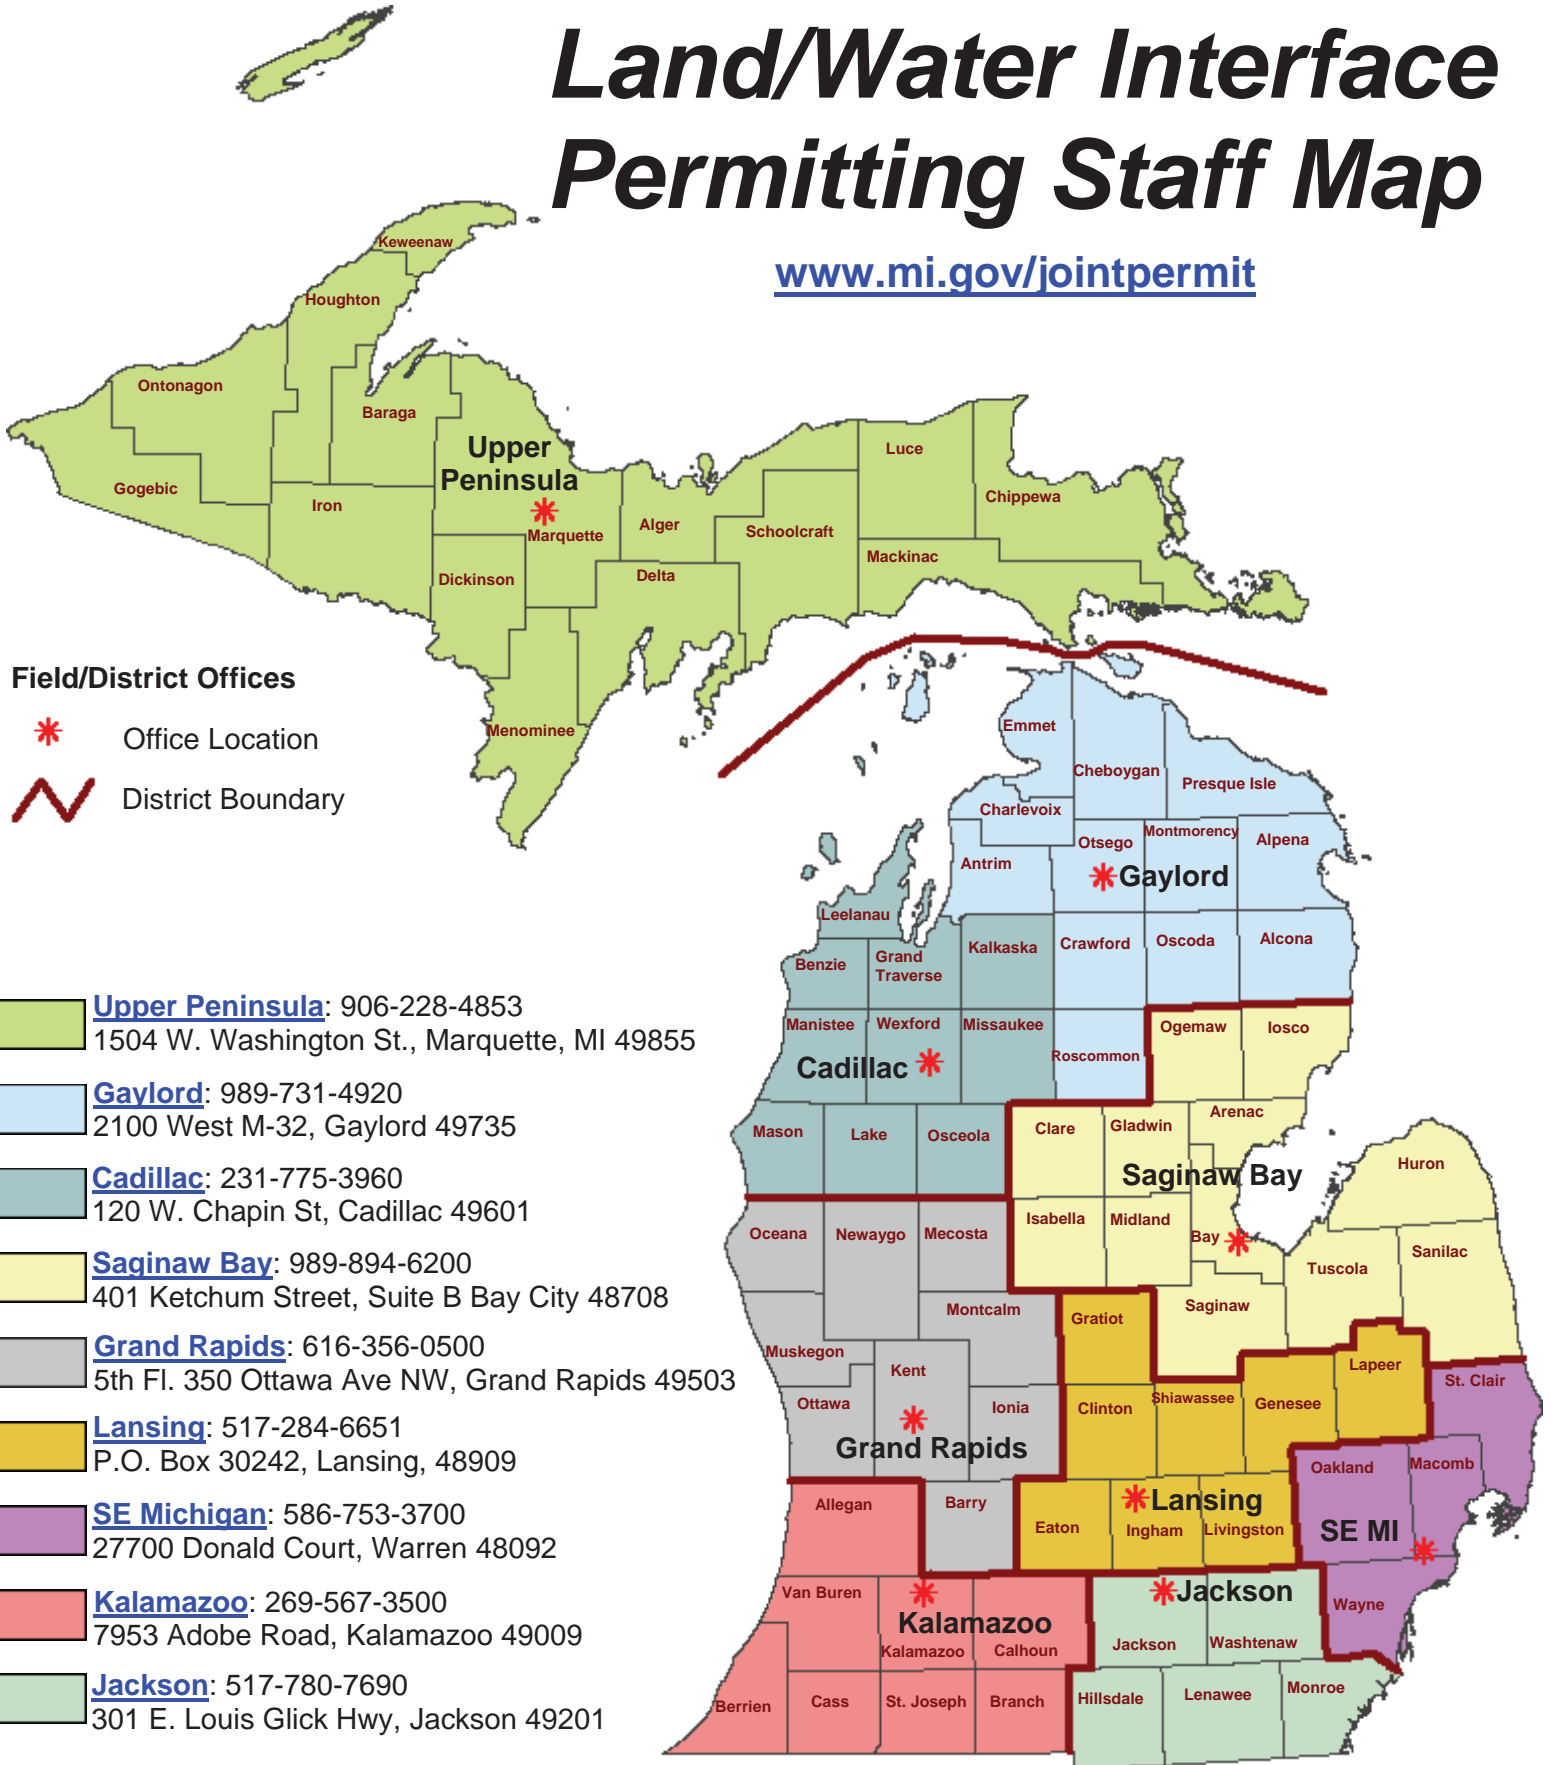 Land/Water Interface
Permitting Staff Map
www.mi.gov/jointpermit
Keweenaw
Houghton
Ontonagon
Baraga
Gogebic
Iron
Upper
Peninsula
Marquette
Dickinson
Menominee
Alger
Delta
Schoolcraft
Luce
Chippewa
Mackinac
Field/District Offices
Office Location
District Boundary
Emmet
Cheboygan
Presque Isle
Charlevoix
Antrim
Otsego
Montmorency
Alpena
Gaylord
Crawford
Oscoda
Alcona
Roscommon
Leelanau
Benzie
Grand
Traverse
Kalkaska
Manistee
Wexford
Missaukee
Cadillac
Mason
Lake
Osceola
Ogemaw
Iosco
Clare
Gladwin
Arenac
Saginaw Bay
Huron
Isabella
Midland
Bay
Tuscola
Sanilac
Saginaw
Oceana
Newaygo
Mecosta
Montcalm
Muskegon
Kent
Ottawa
Ionia
Grand Rapids
Barry
Gratiot
Clinton
Shiawassee
Genesee
Lapeer
Lansing
Eaton
Ingham
Livingston
St. Clair
Oakland
Macomb
SE MI
Wayne
Allegan
Van Buren
Kalamazoo
Kalamazoo
Calhoun
Berrien
Cass
St. Joseph
Branch
Jackson
Jackson
Washtenaw
Hillsdale
Lenawee
Monroe
Upper Peninsula: 906-228-4853
1504 W. Washington St., Marquette, MI 49855
Gaylord: 989-731-4920
2100 West M-32, Gaylord 49735
Cadillac: 231-775-3960
120 W. Chapin St, Cadillac 49601
Saginaw Bay: 989-894-6200
401 Ketchum Street, Suite B Bay City 48708
Grand Rapids: 616-356-0500
5th Fl. 350 Ottawa Ave NW, Grand Rapids 49503
Lansing: 517-284-6651
P.O. Box 30242, Lansing, 48909
SE Michigan: 586-753-3700
27700 Donald Court, Warren 48092
Kalamazoo: 269-567-3500
7953 Adobe Road, Kalamazoo 49009
Jackson: 517-780-7690
301 E. Louis Glick Hwy, Jackson 49201